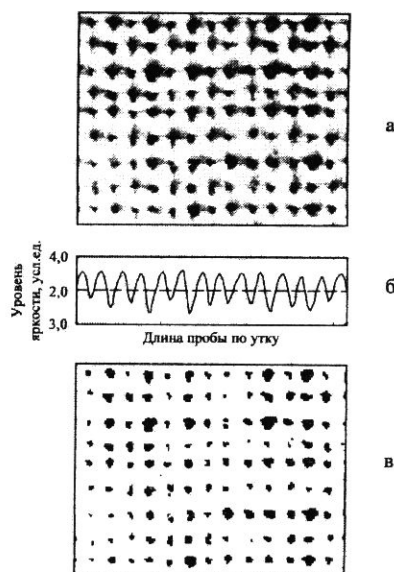 а
Уровень
яркости, усл.ед.
4,0
2,0
3,0
б
Длина пробы по утку
в